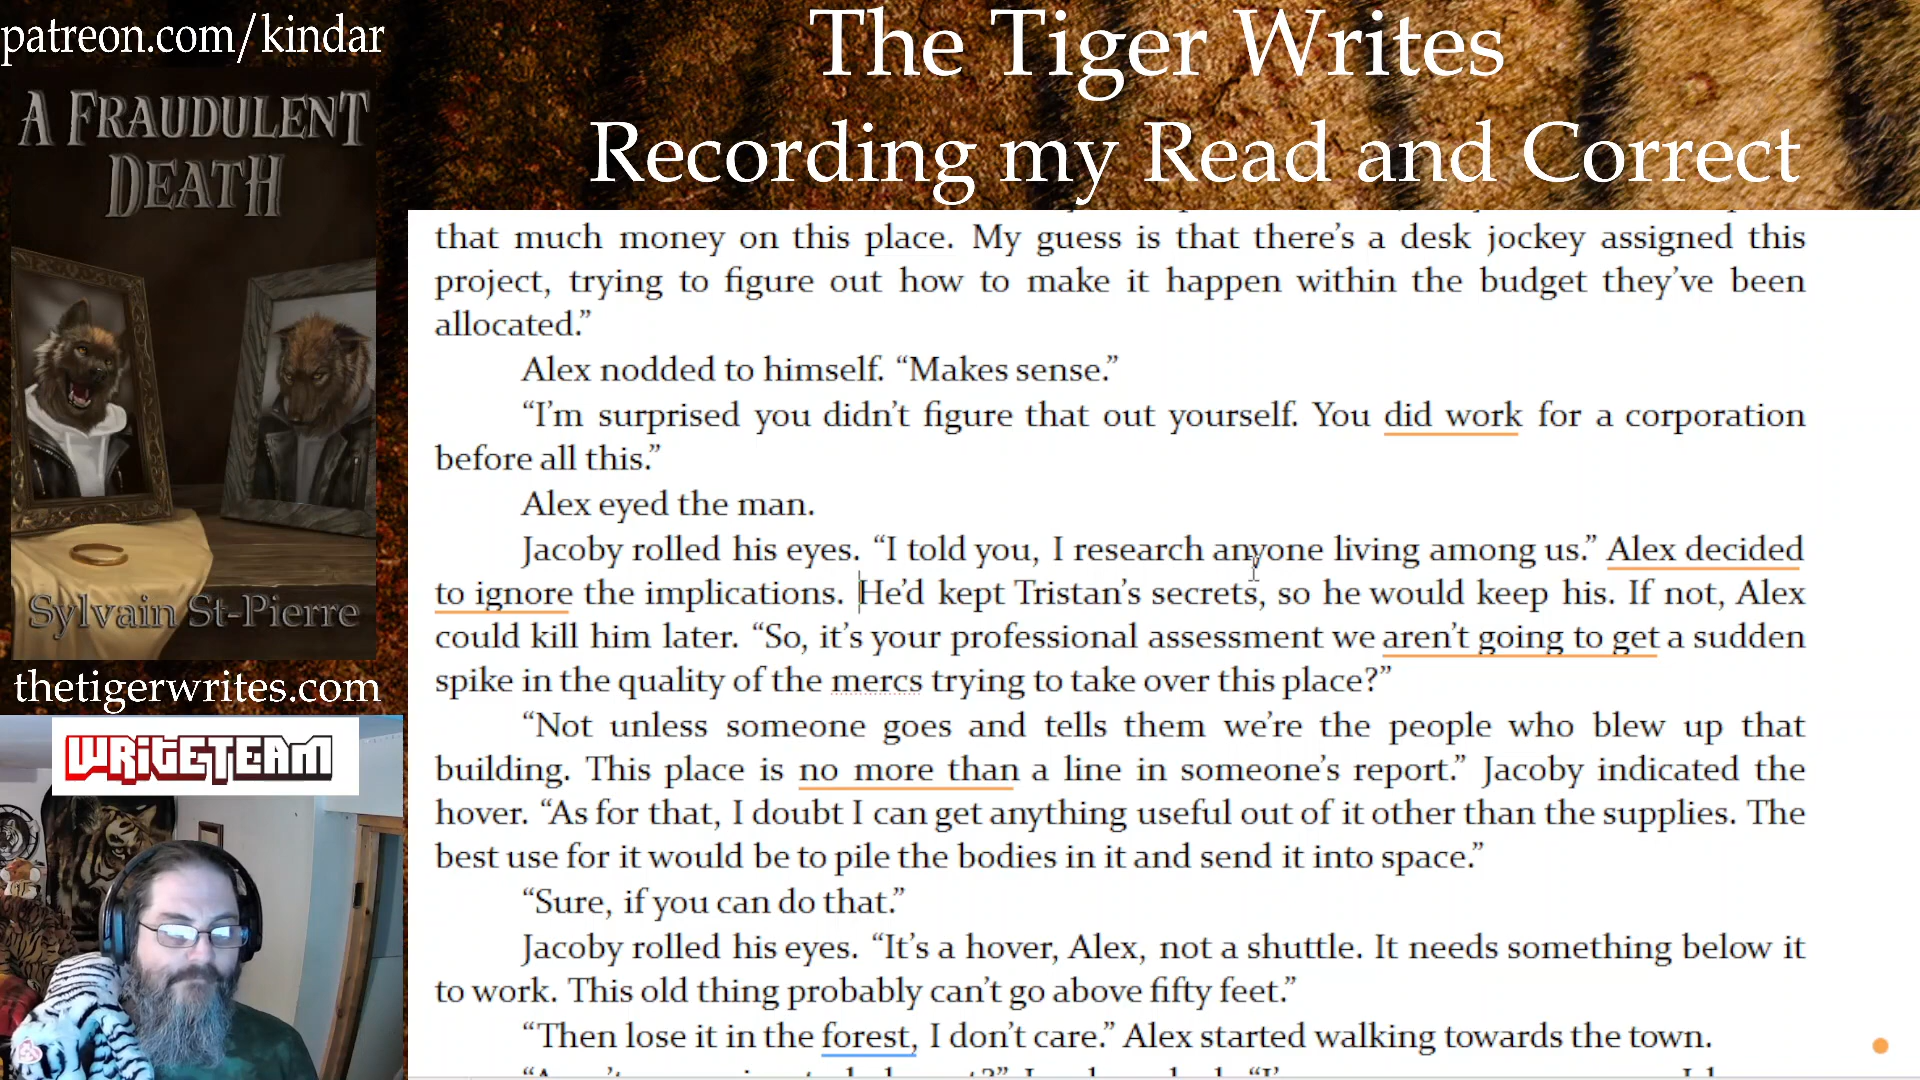 patreon.com/kindar
The Tiger Writes
Recording my Read and Correct
A FRAUDULENT
DEATH
Sylvain St-Pierre
thetigerwrites.com
WRITETEAM
that much money on this place. My guess is that there’s a desk jockey assigned this
project, trying to figure out how to make it happen within the budget they’ve been
allocated.”
Alex nodded to himself. “Makes sense.”
“I’m surprised you didn’t figure that out yourself. You did work for a corporation
before all this.”
Alex eyed the man.
Jacoby rolled his eyes. “I told you, I research anyone living among us.” Alex decided
to ignore the implications. He’d kept Tristan’s secrets, so he would keep his. If not, Alex
could kill him later. “So, it’s your professional assessment we aren’t going to get a sudden
spike in the quality of the mercs trying to take over this place?”
“Not unless someone goes and tells them we’re the people who blew up that
building. This place is no more than a line in someone’s report.” Jacoby indicated the
hover. “As for that, I doubt I can get anything useful out of it other than the supplies. The
best use for it would be to pile the bodies in it and send it into space.”
“Sure, if you can do that.”
Jacoby rolled his eyes. “It’s a hover, Alex, not a shuttle. It needs something below it
to work. This old thing probably can’t go above fifty feet.”
“Then lose it in the forest, I don’t care.” Alex started walking towards the town.